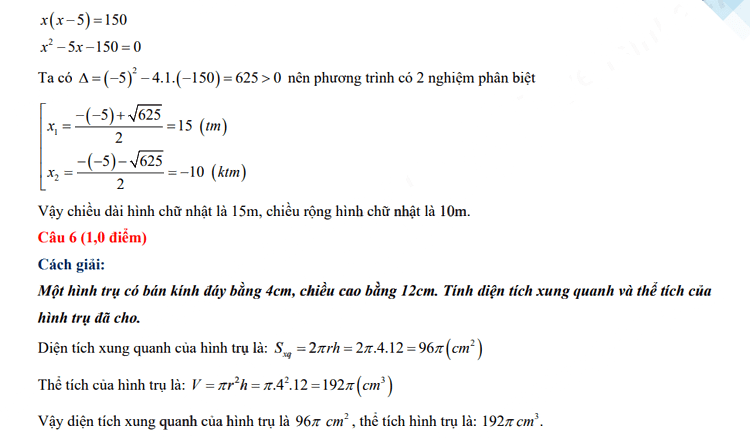 x(x−5)=150
x²−5x−150=0
Ta có Δ=(−5)²−4.1.(−150)=625>0 nên phương trình có 2 nghiệm phân biệt
[x₁ = (−(−5)+√625)/2 = 15 (tm)
x₂ = (−(−5)−√625)/2 = −10 (ktm)
Vậy chiều dài hình chữ nhật là 15m, chiều rộng hình chữ nhật là 10m.
Câu 6 (1,0 điểm)
Cách giải:
Một hình trụ có bán kính đáy bằng 4cm, chiều cao bằng 12cm. Tính diện tích xung quanh và thể tích của
hình trụ đã cho.
Diện tích xung quanh của hình trụ là: Sxq = 2πrh = 2π.4.12 = 96π(cm²)
Thể tích của hình trụ là: V = πr²h = π.4².12 = 192π(cm³)
Vậy diện tích xung quanh của hình trụ là 96π cm², thể tích hình trụ là: 192π cm³.